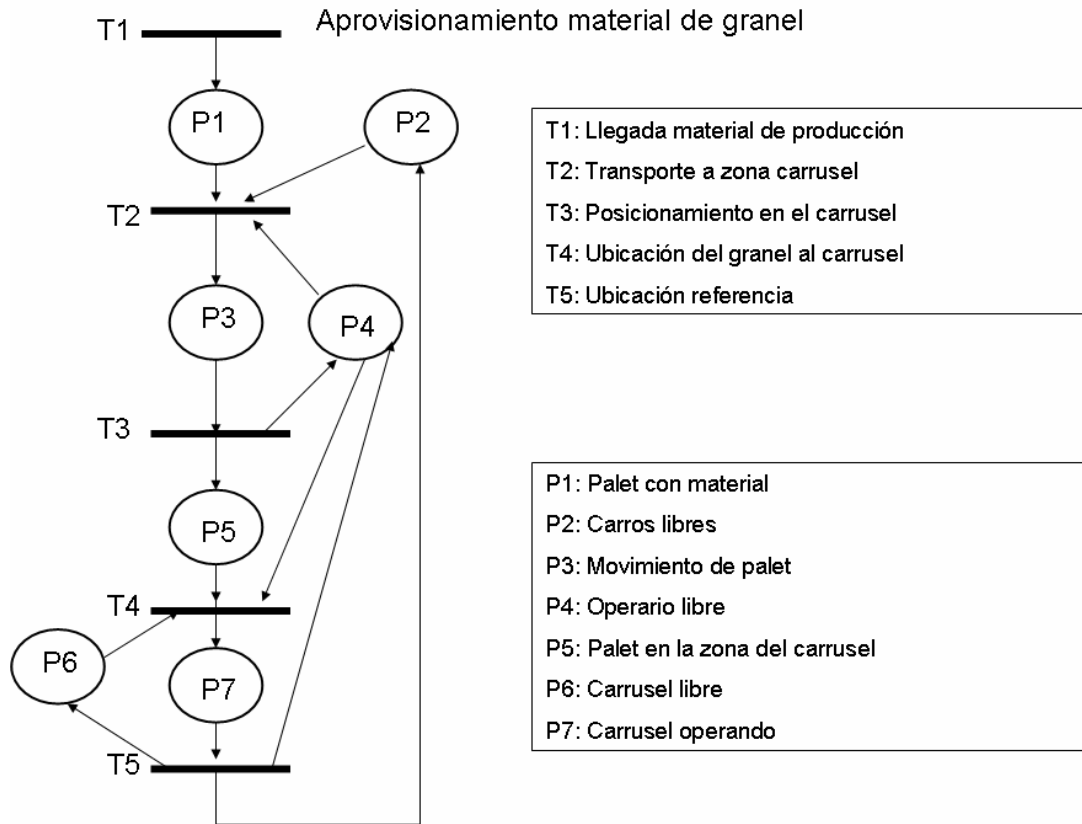 Aprovisionamiento material de granel
T1
P1
P2
T2
P3
P4
T3
P5
T4
P6
P7
T5
T1: Llegada material de producción
T2: Transporte a zona carrusel
T3: Posicionamiento en el carrusel
T4: Ubicación del granel al carrusel
T5: Ubicación referencia
P1: Palet con material
P2: Carros libres
P3: Movimiento de palet
P4: Operario libre
P5: Palet en la zona del carrusel
P6: Carrusel libre
P7: Carrusel operando